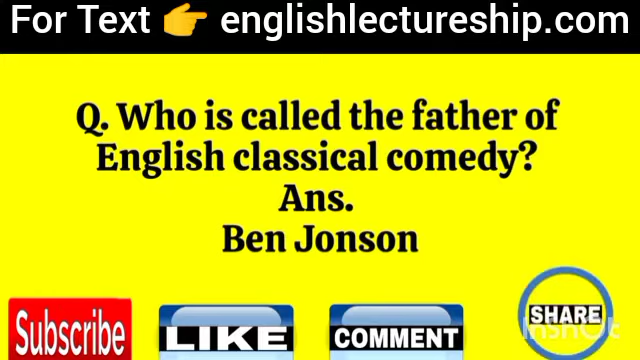 For Text 👉 englishlectureship.com
Q. Who is called the father of
English classical comedy?
Ans.
Ben Jonson
Subscribe
LIKE
COMMENT
SHARE
InShOt